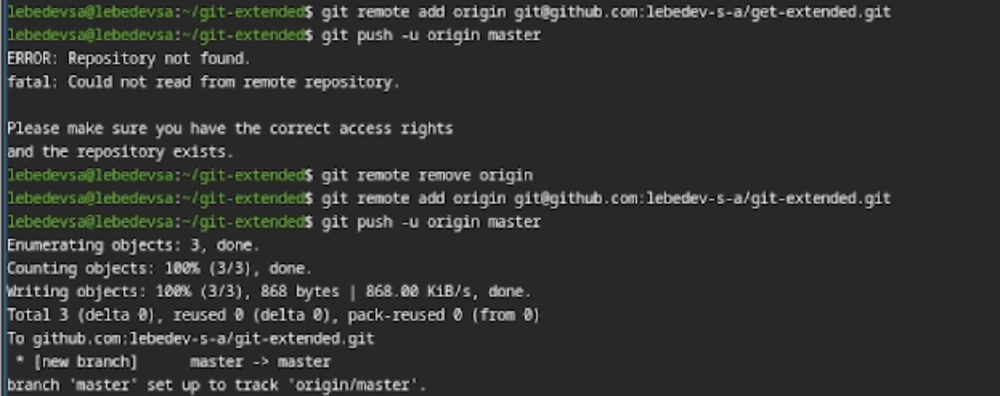 lebedevsa@lebedevsa:~/git-extended$ git remote add origin git@github.com:lebedev-s-a/get-extended.git
lebedevsa@lebedevsa:~/git-extended$ git push -u origin master
ERROR: Repository not found.
fatal: Could not read from remote repository.

Please make sure you have the correct access rights
and the repository exists.
lebedevsa@lebedevsa:~/git-extended$ git remote remove origin
lebedevsa@lebedevsa:~/git-extended$ git remote add origin git@github.com:lebedev-s-a/git-extended.git
lebedevsa@lebedevsa:~/git-extended$ git push -u origin master
Enumerating objects: 3, done.
Counting objects: 100% (3/3), done.
Writing objects: 100% (3/3), 868 bytes | 868.00 KiB/s, done.
Total 3 (delta 0), reused 0 (delta 0), pack-reused 0 (from 0)
To github.com:lebedev-s-a/git-extended.git
 * [new branch]      master -> master
branch 'master' set up to track 'origin/master'.